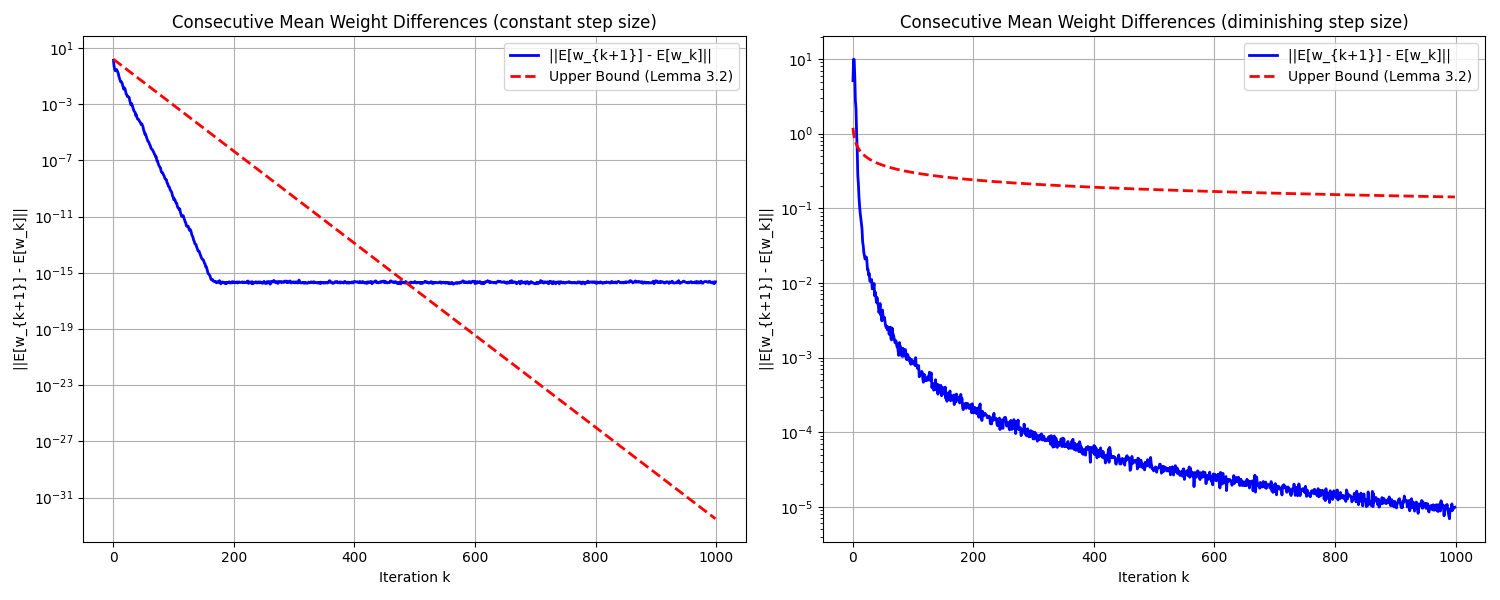 Consecutive Mean Weight Differences (constant step size)
||E[w_{k+1}] - E[w_k]||
Upper Bound (Lemma 3.2)
10^1
10^-3
10^-7
10^-11
10^-15
10^-19
10^-23
10^-27
10^-31
||E[w_{k+1}] - E[w_k]||
0 200 400 600 800 1000
Iteration k
Consecutive Mean Weight Differences (diminishing step size)
||E[w_{k+1}] - E[w_k]||
Upper Bound (Lemma 3.2)
10^1
10^0
10^-1
10^-2
10^-3
10^-4
10^-5
||E[w_{k+1}] - E[w_k]||
0 200 400 600 800 1000
Iteration k